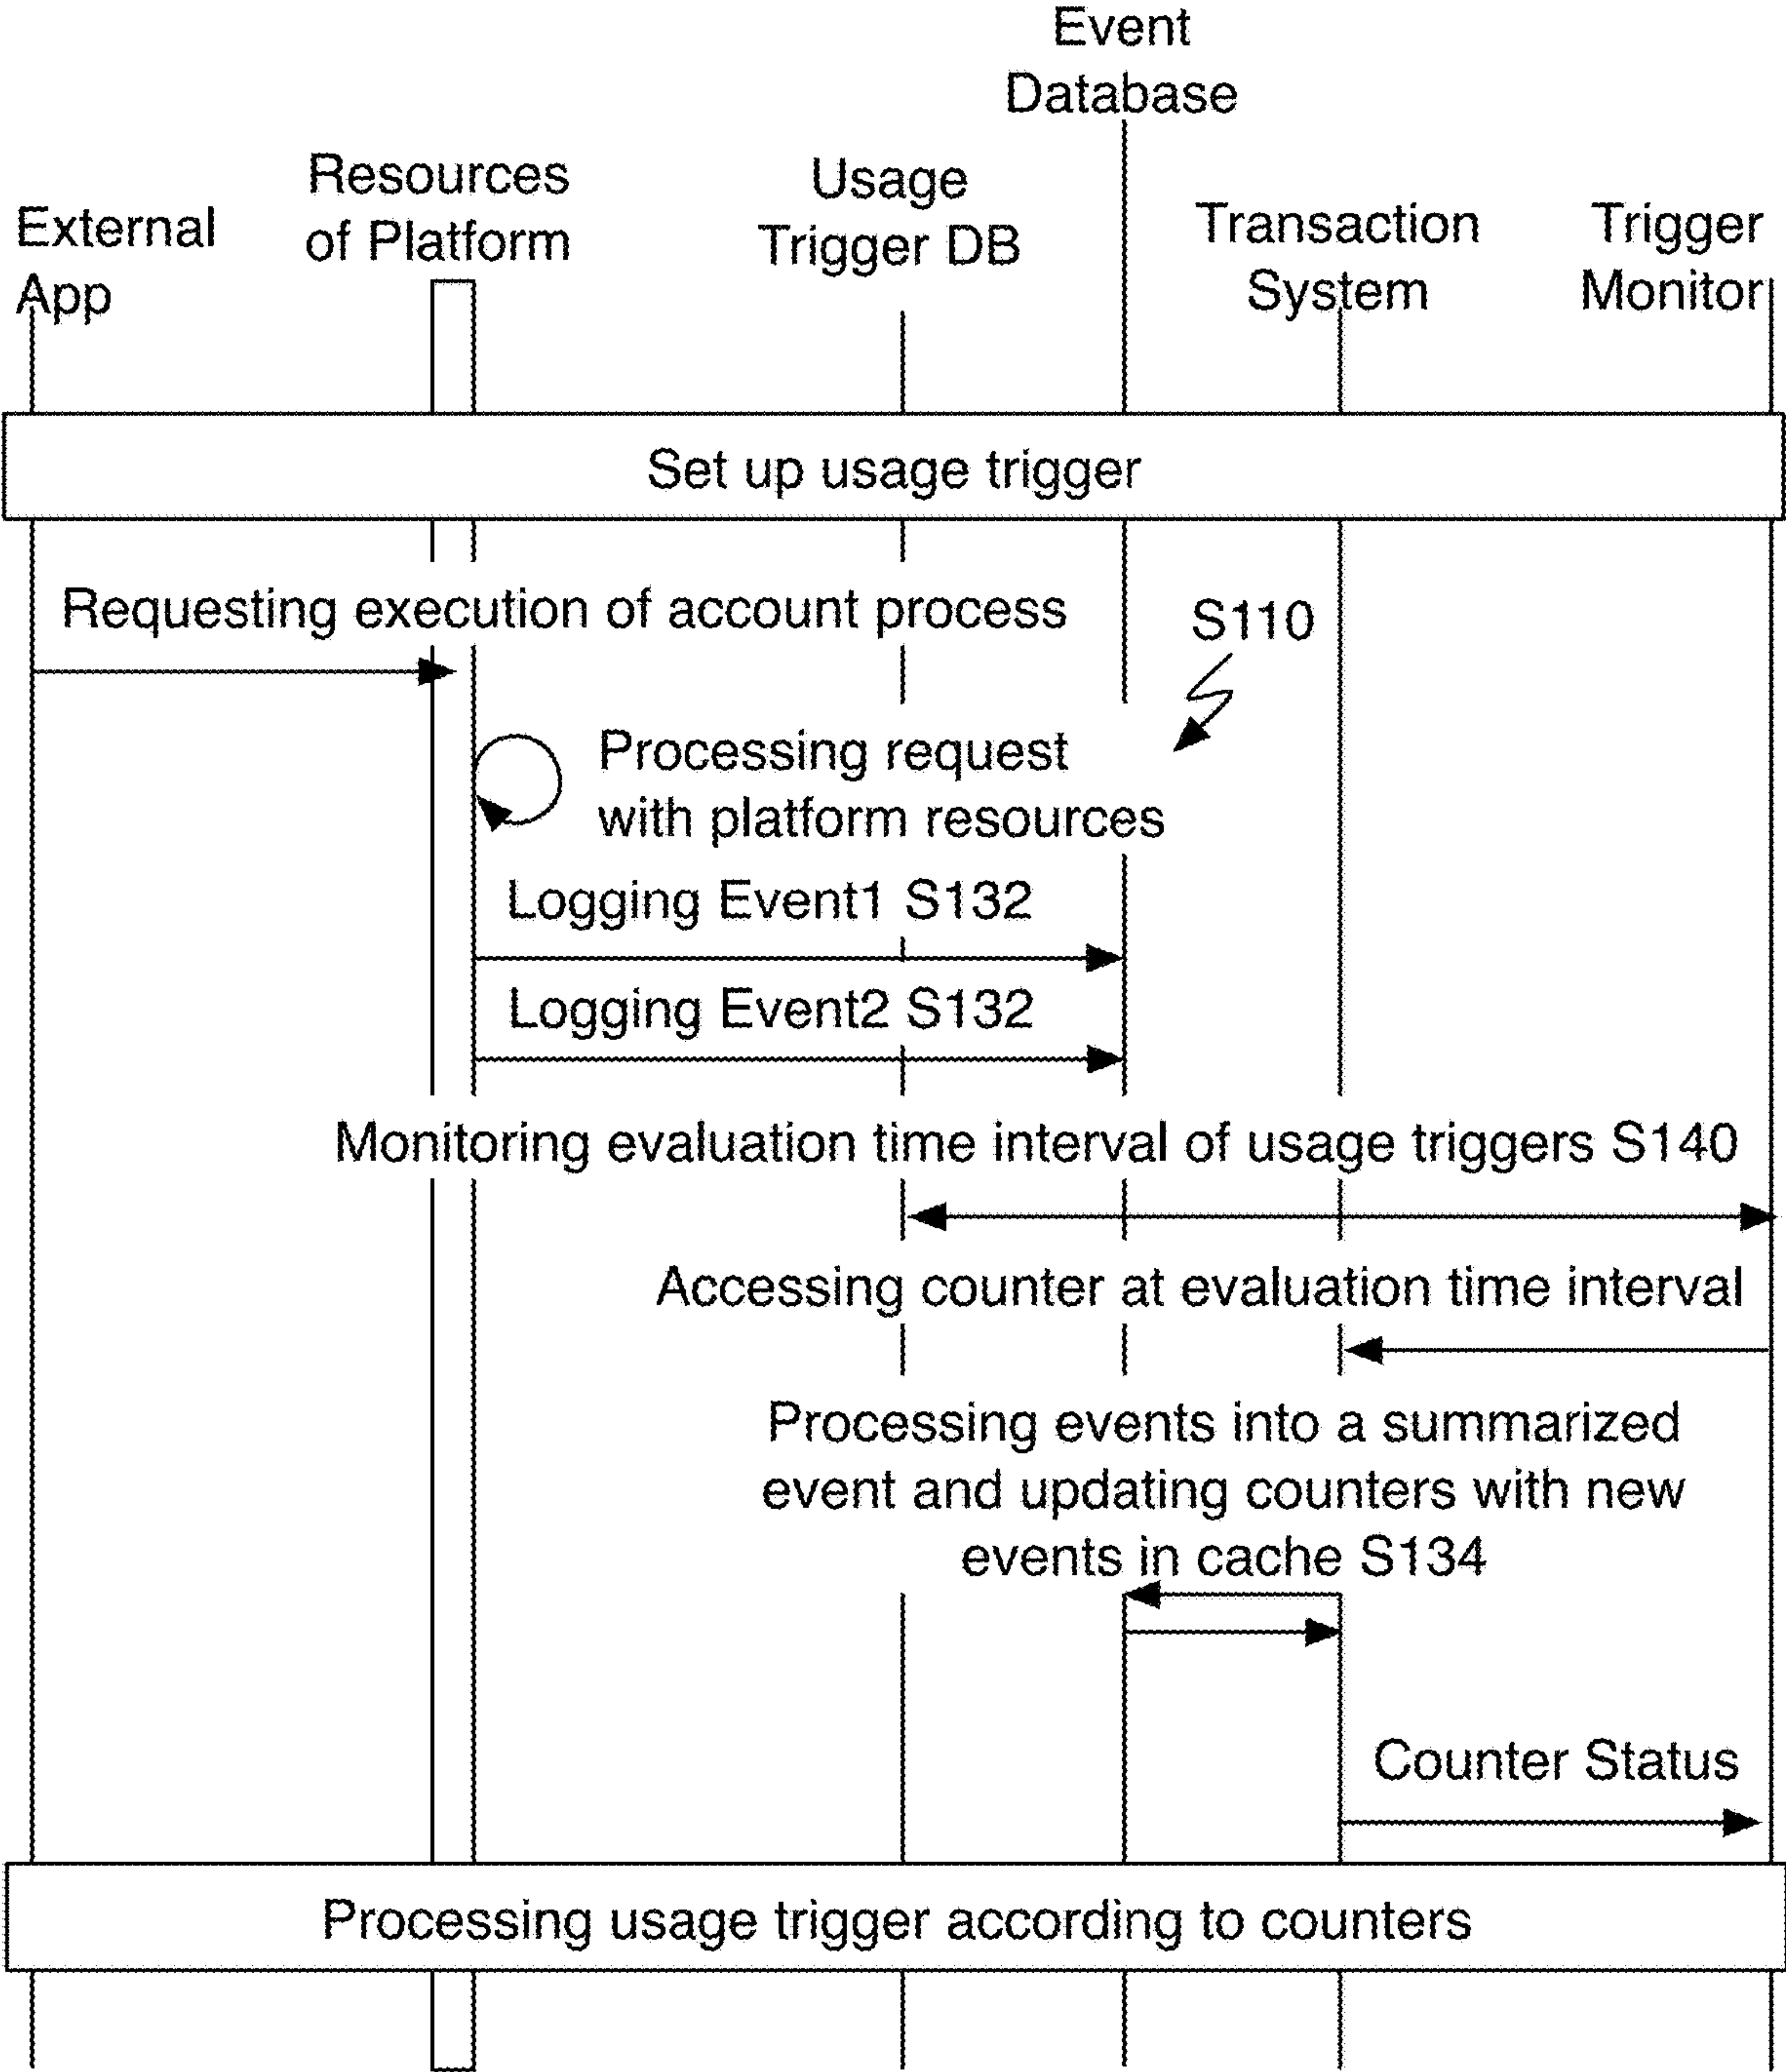 Event
Database
Resources
of Platform
Usage
Trigger DB
External
App
Transaction
System
Trigger
Monitor
Set up usage trigger
Requesting execution of account process
S110
Processing request
with platform resources
Logging Event1 S132
Logging Event2 S132
Monitoring evaluation time interval of usage triggers S140
Accessing counter at evaluation time interval
Processing events into a summarized
event and updating counters with new
events in cache S134
Counter Status
Processing usage trigger according to counters